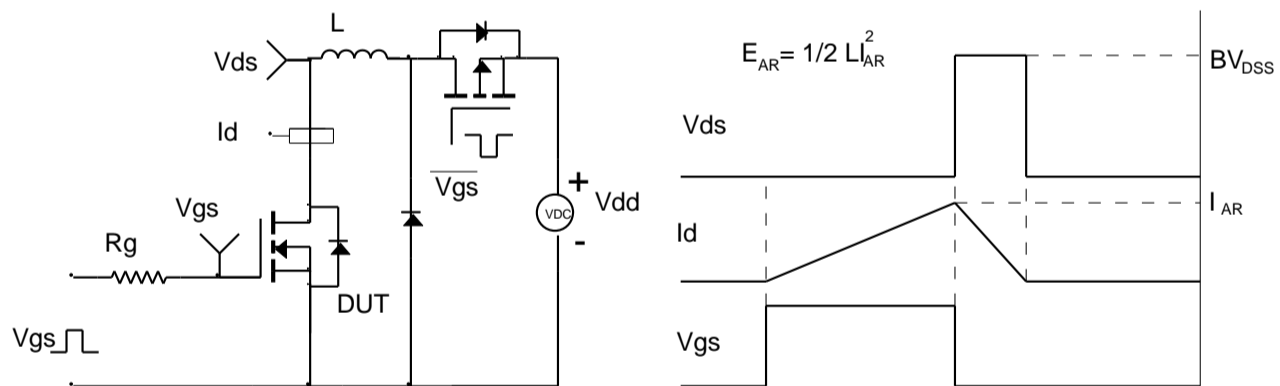 L
Vds
Id
Vgs
Vgs
Rg
DUT
Vgs
VDC
+
Vdd
-
E_AR= 1/2 LI_AR^2
BV_DSS
Vds
I_AR
Id
Vgs